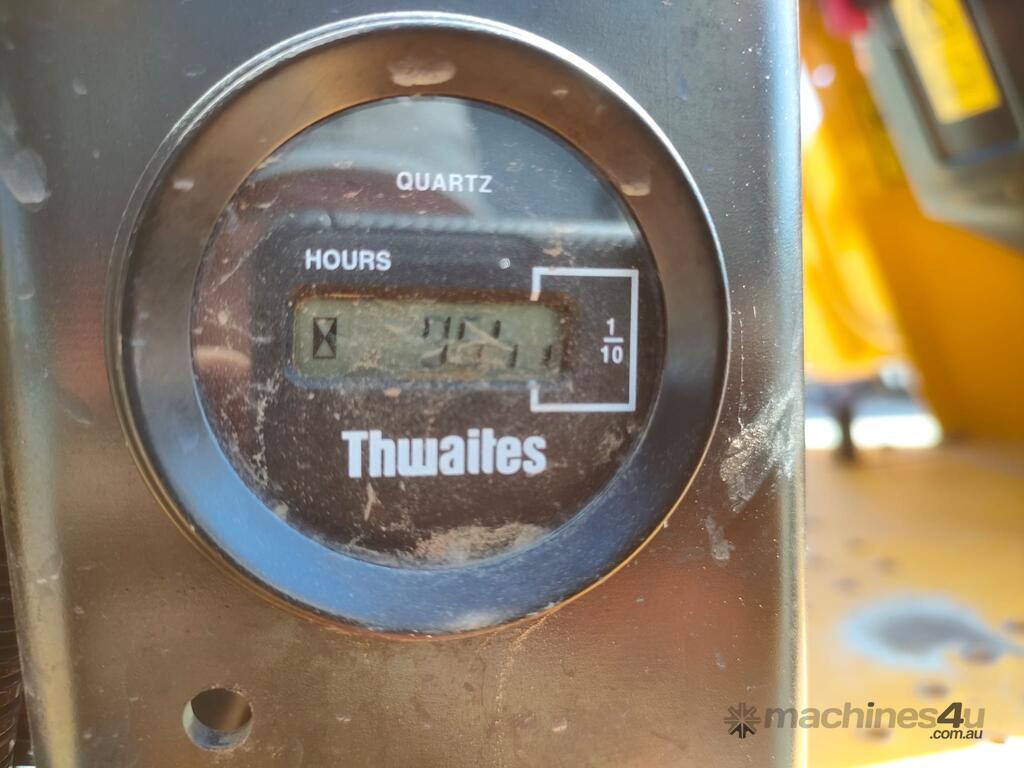 QUARTZ
HOURS
1
10
Thwaites
machines4u
.com.au